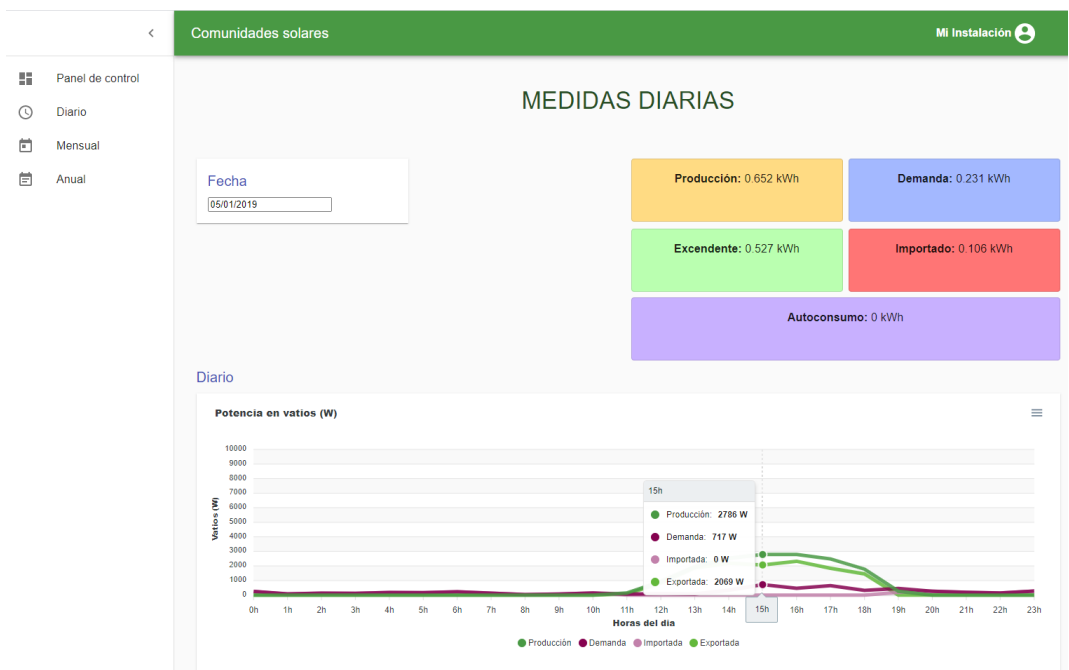 Comunidades solares
Mi Instalación
Panel de control
Diario
Mensual
Anual
MEDIDAS DIARIAS
Fecha
05/01/2019
Producción: 0.652 kWh
Demanda: 0.231 kWh
Excendente: 0.527 kWh
Importado: 0.106 kWh
Autoconsumo: 0 kWh
Diario
Potencia en vatios (W)
Vatios (W)
10000
9000
8000
7000
6000
5000
4000
3000
2000
1000
0
15h
Producción: 2786 W
Demanda: 717 W
Importada: 0 W
Exportada: 2069 W
0h 1h 2h 3h 4h 5h 6h 7h 8h 9h 10h 11h 12h 13h 14h 15h 16h 17h 18h 19h 20h 21h 22h 23h
Horas del día
Producción Demanda Importada Exportada